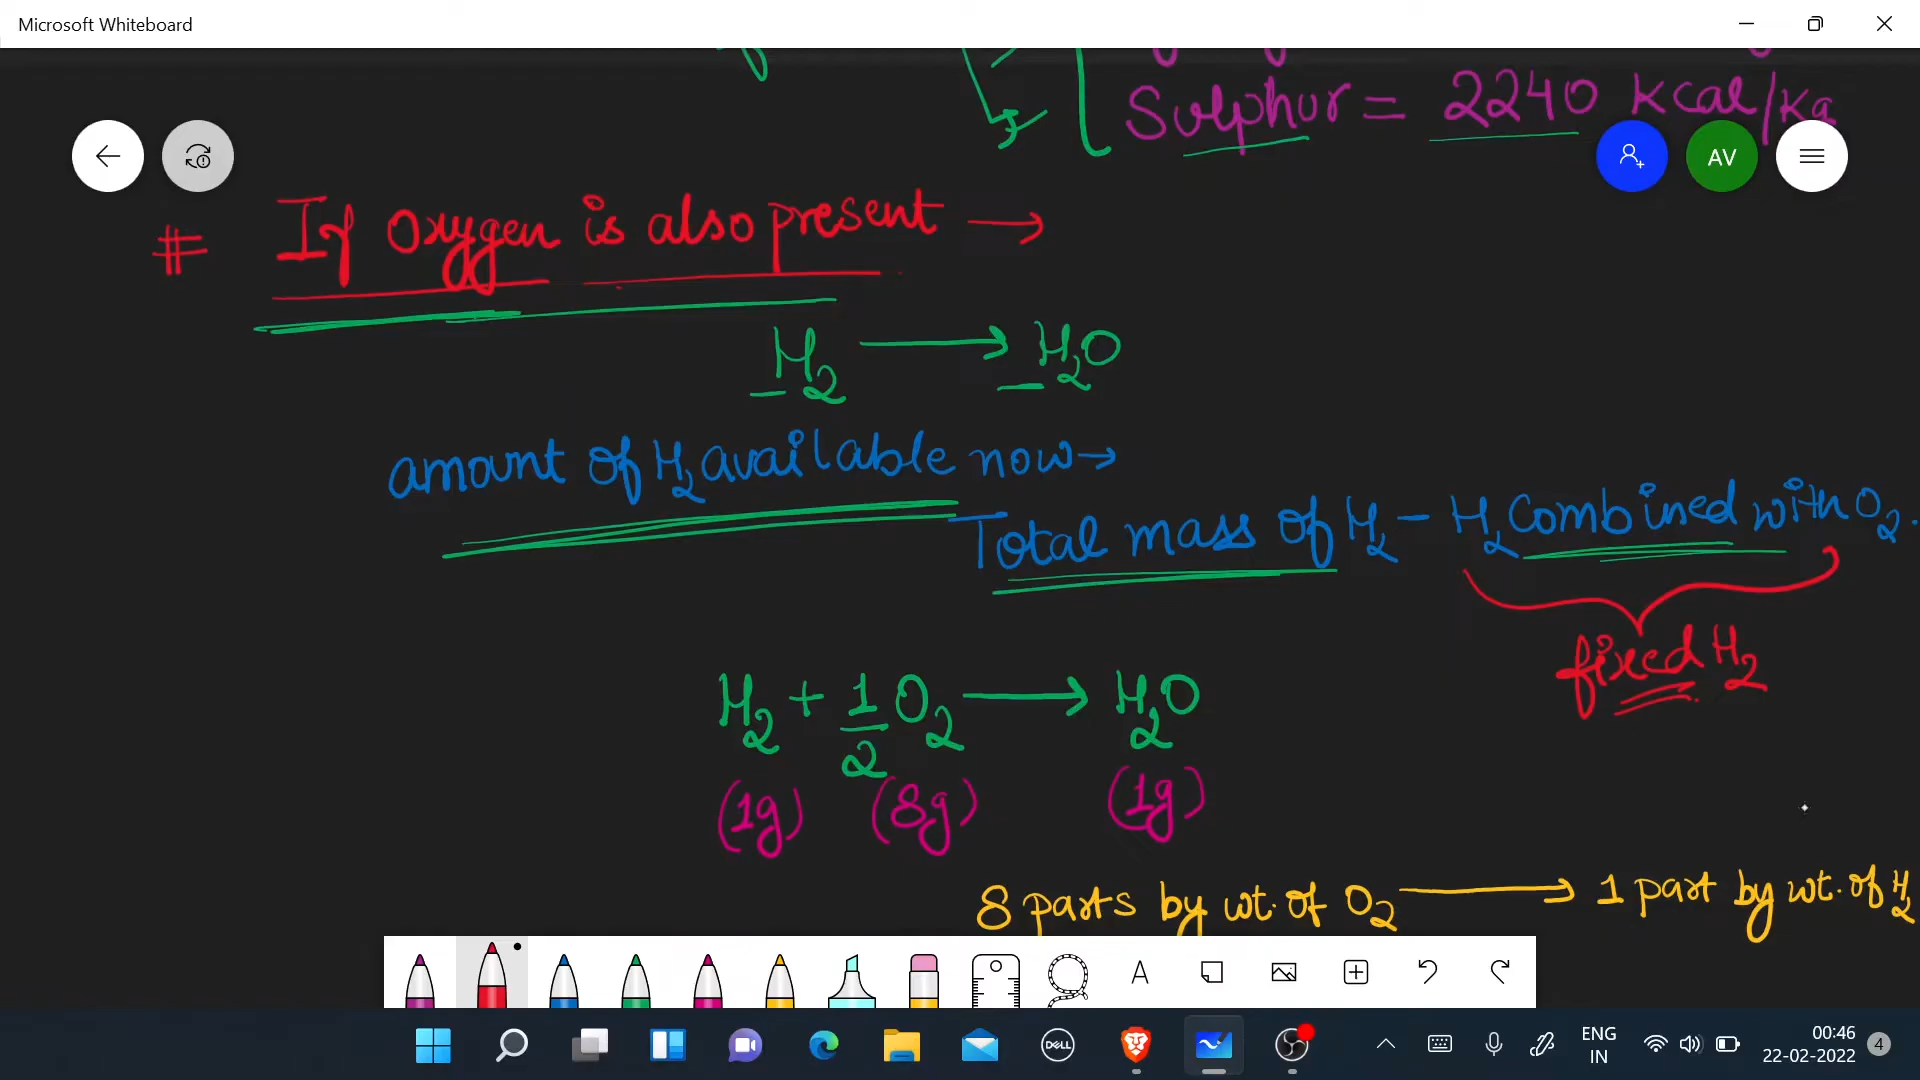 Microsoft Whiteboard
Sulphur = 2240 Kcal/Kg
AV
# If Oxygen is also present →
H₂ → H₂O
amount of H₂ available now →
Total mass of H₂ - H₂ Combined with O₂.
fixed H₂
H₂ + 1/2 O₂ → H₂O
(1g) (8g) (1g)
8 parts by wt. of O₂ → 1 part by wt. of H₂
A
DELL
ENG
IN
00:46
22-02-2022
4